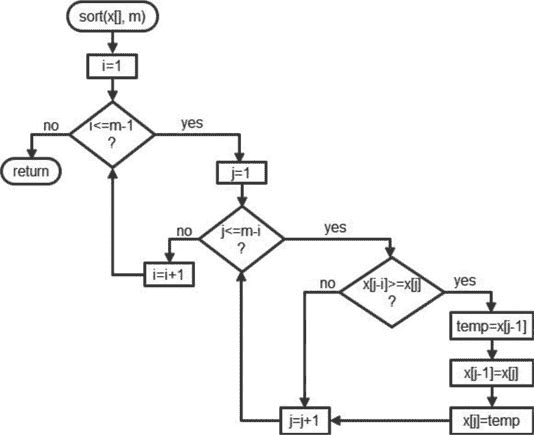 sort(x[], m)
i=1
i<=m-1
?
no
yes
return
j=1
j<=m-i
?
no
yes
i=i+1
x[j-i]>=x[j]
?
no
yes
temp=x[j-1]
x[j-1]=x[j]
x[j]=temp
j=j+1